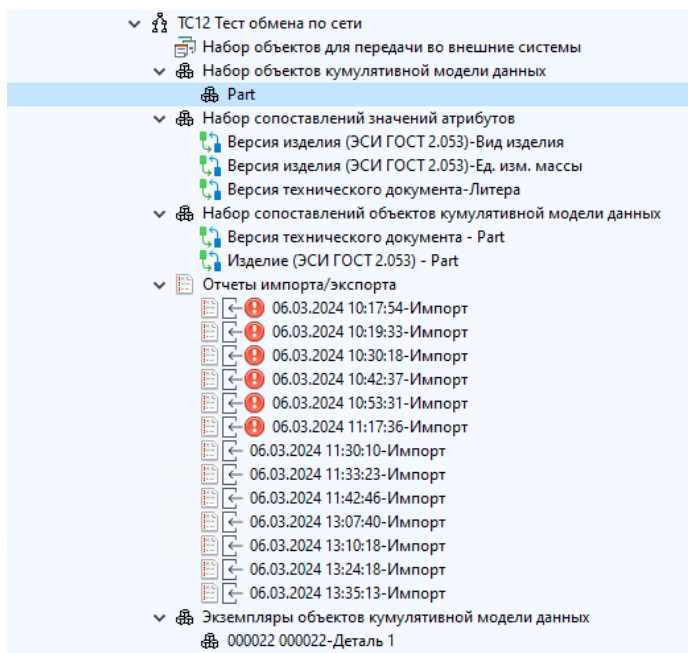 ТС12 Тест обмена по сети
Набор объектов для передачи во внешние системы
Набор объектов кумулятивной модели данных
Part
Набор сопоставлений значений атрибутов
Версия изделия (ЭСИ ГОСТ 2.053)-Вид изделия
Версия изделия (ЭСИ ГОСТ 2.053)-Ед. изм. массы
Версия технического документа-Литера
Набор сопоставлений объектов кумулятивной модели данных
Версия технического документа - Part
Изделие (ЭСИ ГОСТ 2.053) - Part
Отчеты импорта/экспорта
06.03.2024 10:17:54-Импорт
06.03.2024 10:19:33-Импорт
06.03.2024 10:30:18-Импорт
06.03.2024 10:42:37-Импорт
06.03.2024 10:53:31-Импорт
06.03.2024 11:17:36-Импорт
06.03.2024 11:30:10-Импорт
06.03.2024 11:33:23-Импорт
06.03.2024 11:42:46-Импорт
06.03.2024 13:07:40-Импорт
06.03.2024 13:10:18-Импорт
06.03.2024 13:24:18-Импорт
06.03.2024 13:35:13-Импорт
Экземпляры объектов кумулятивной модели данных
000022 000022-Деталь 1